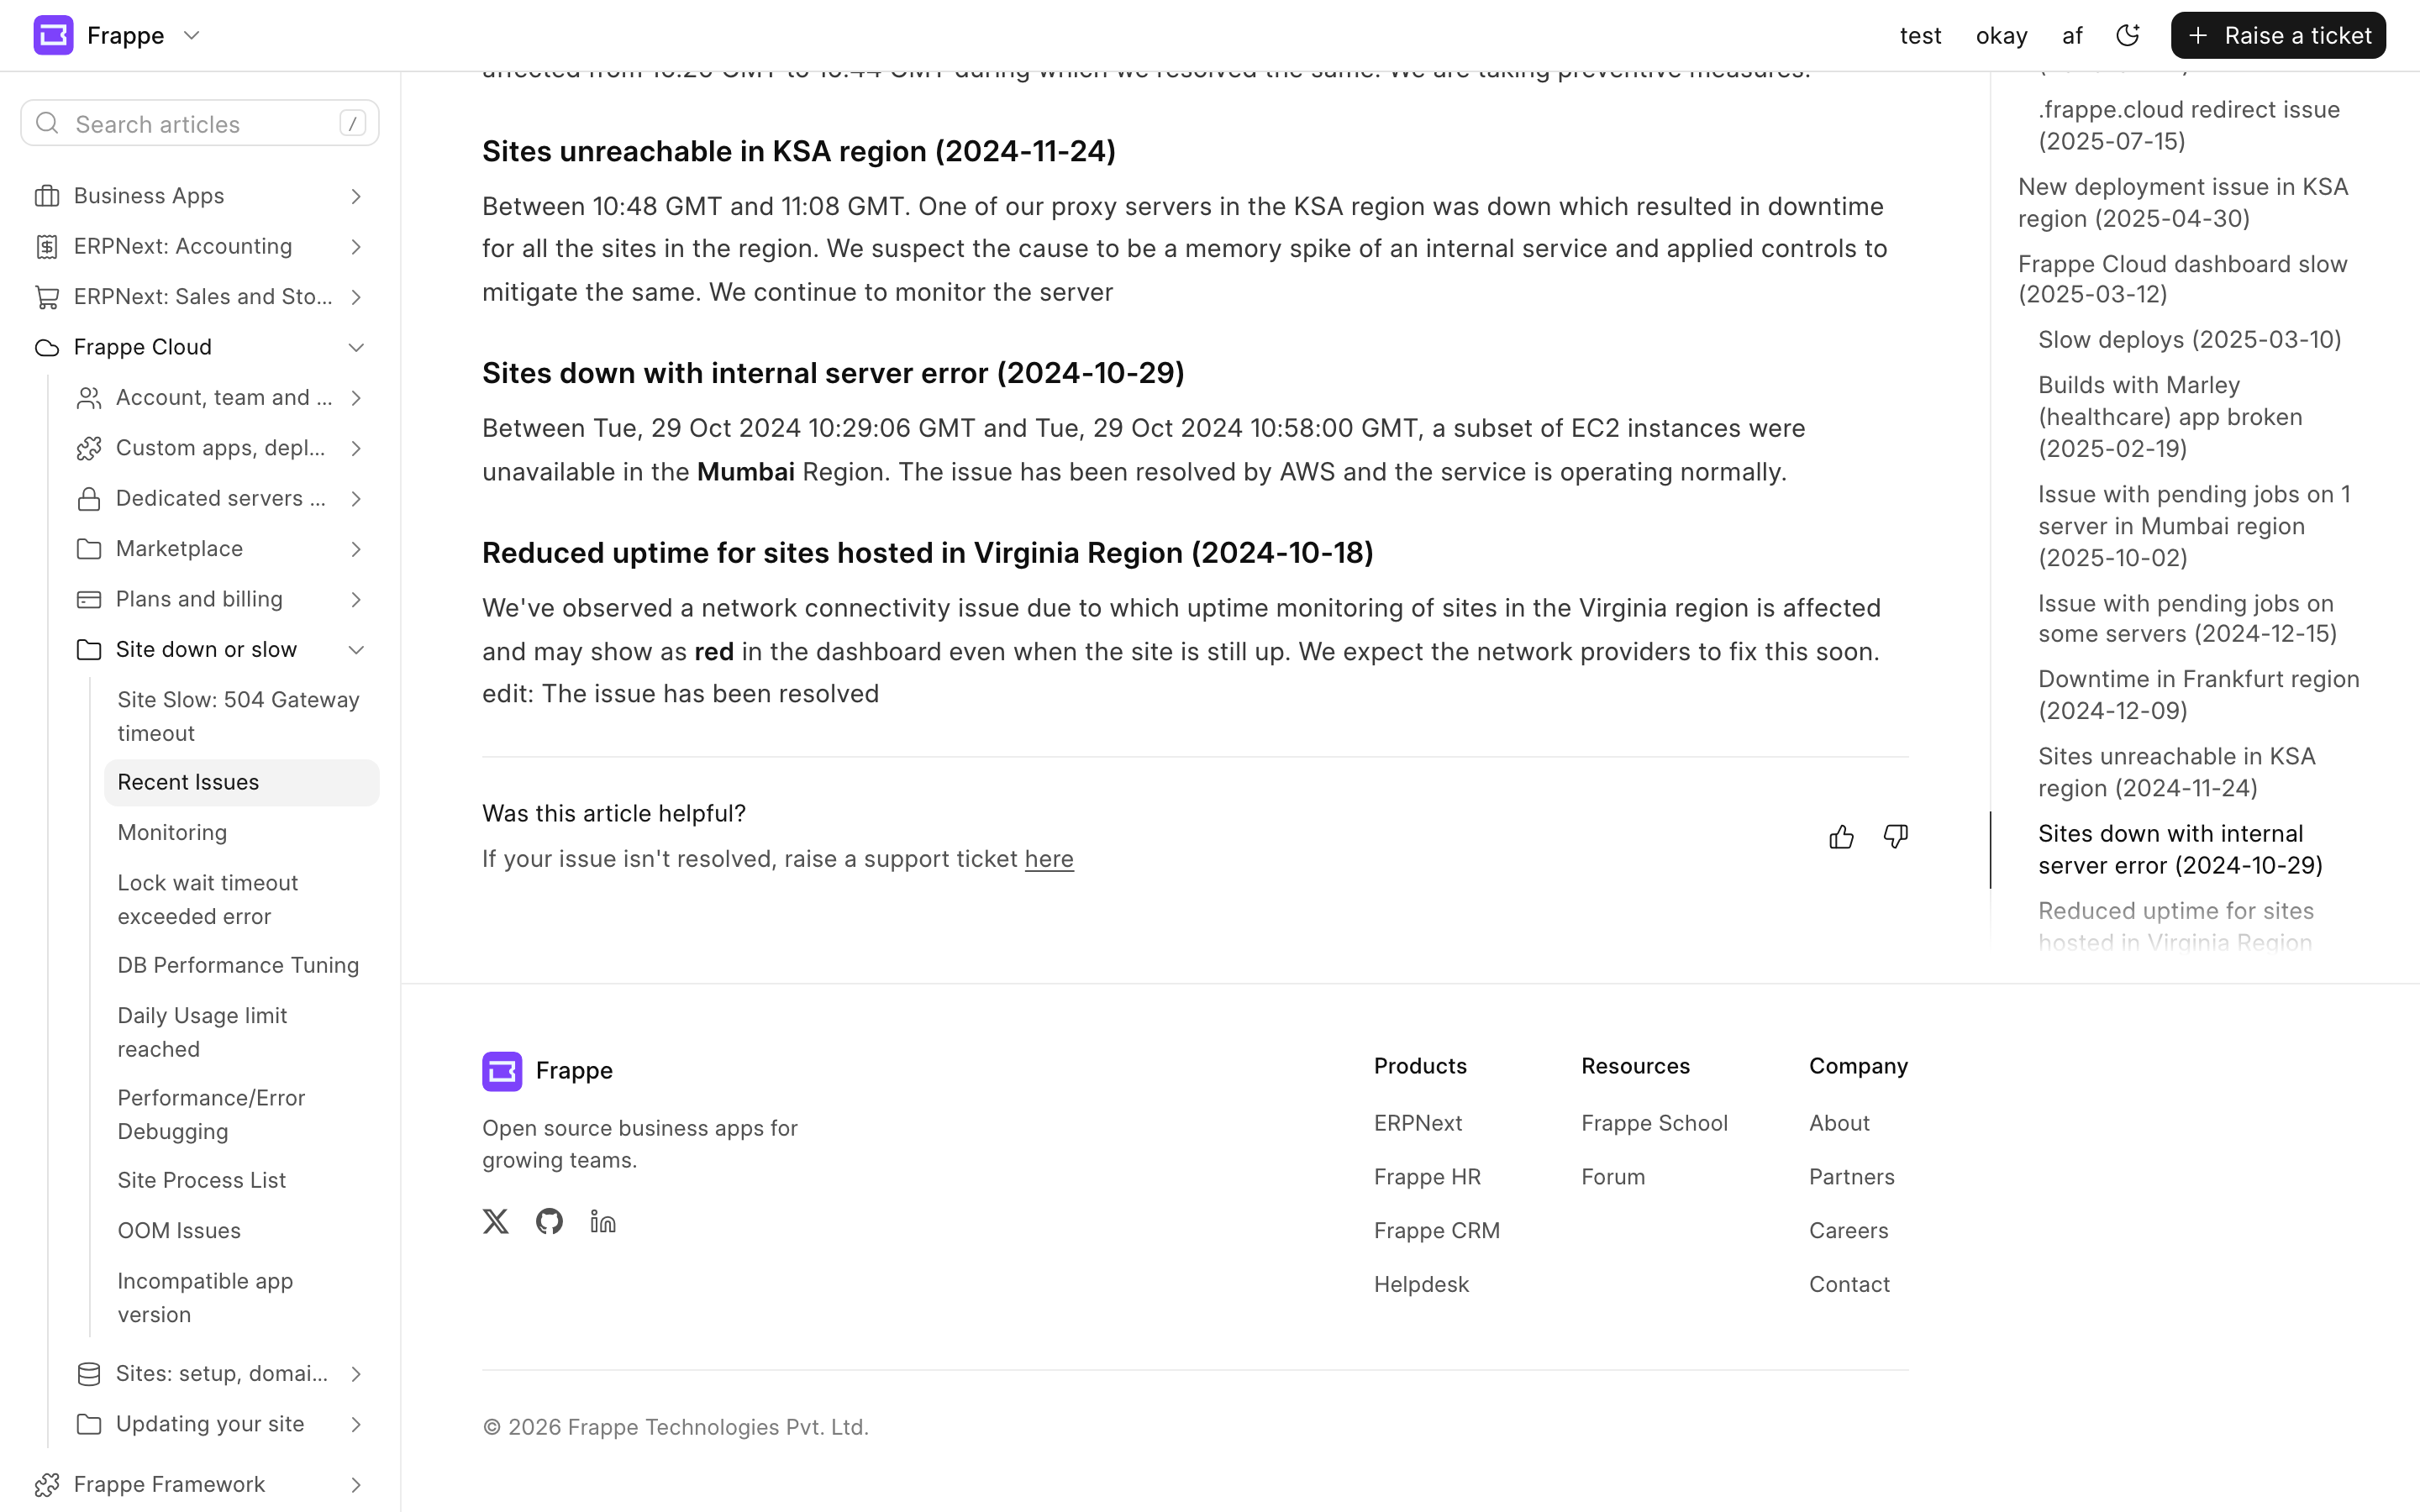 Frappe
test
okay
af
Raise a ticket
Search articles
/
Business Apps
ERPNext: Accounting
ERPNext: Sales and Sto...
Frappe Cloud
Account, team and ...
Custom apps, depl...
Dedicated servers ...
Marketplace
Plans and billing
Site down or slow
Site Slow: 504 Gateway
timeout
Recent Issues
Monitoring
Lock wait timeout
exceeded error
DB Performance Tuning
Daily Usage limit
reached
Performance/Error
Debugging
Site Process List
OOM Issues
Incompatible app
version
Sites: setup, domai...
Updating your site
Frappe Framework
affected from 10:20 GMT to 10:44 GMT during which we resolved the same. We are taking preventive measures.
Sites unreachable in KSA region (2024-11-24)
Between 10:48 GMT and 11:08 GMT. One of our proxy servers in the KSA region was down which resulted in downtime
for all the sites in the region. We suspect the cause to be a memory spike of an internal service and applied controls to
mitigate the same. We continue to monitor the server
Sites down with internal server error (2024-10-29)
Between Tue, 29 Oct 2024 10:29:06 GMT and Tue, 29 Oct 2024 10:58:00 GMT, a subset of EC2 instances were
unavailable in the Mumbai Region. The issue has been resolved by AWS and the service is operating normally.
Reduced uptime for sites hosted in Virginia Region (2024-10-18)
We've observed a network connectivity issue due to which uptime monitoring of sites in the Virginia region is affected
and may show as red in the dashboard even when the site is still up. We expect the network providers to fix this soon.
edit: The issue has been resolved
Was this article helpful?
If your issue isn't resolved, raise a support ticket here
.frappe.cloud redirect issue
(2025-07-15)
New deployment issue in KSA
region (2025-04-30)
Frappe Cloud dashboard slow
(2025-03-12)
Slow deploys (2025-03-10)
Builds with Marley
(healthcare) app broken
(2025-02-19)
Issue with pending jobs on 1
server in Mumbai region
(2025-10-02)
Issue with pending jobs on
some servers (2024-12-15)
Downtime in Frankfurt region
(2024-12-09)
Sites unreachable in KSA
region (2024-11-24)
Sites down with internal
server error (2024-10-29)
Reduced uptime for sites
hosted in Virginia Region
Frappe
Open source business apps for
growing teams.
Products
ERPNext
Frappe HR
Frappe CRM
Helpdesk
Resources
Frappe School
Forum
Company
About
Partners
Careers
Contact
© 2026 Frappe Technologies Pvt. Ltd.